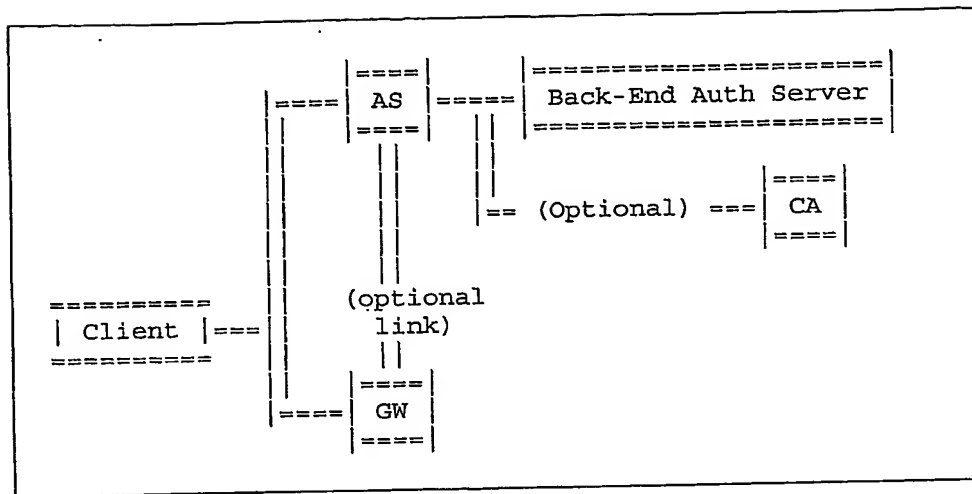 AS
Back-End Auth Server
(Optional)
CA
(optional
link)
Client
GW